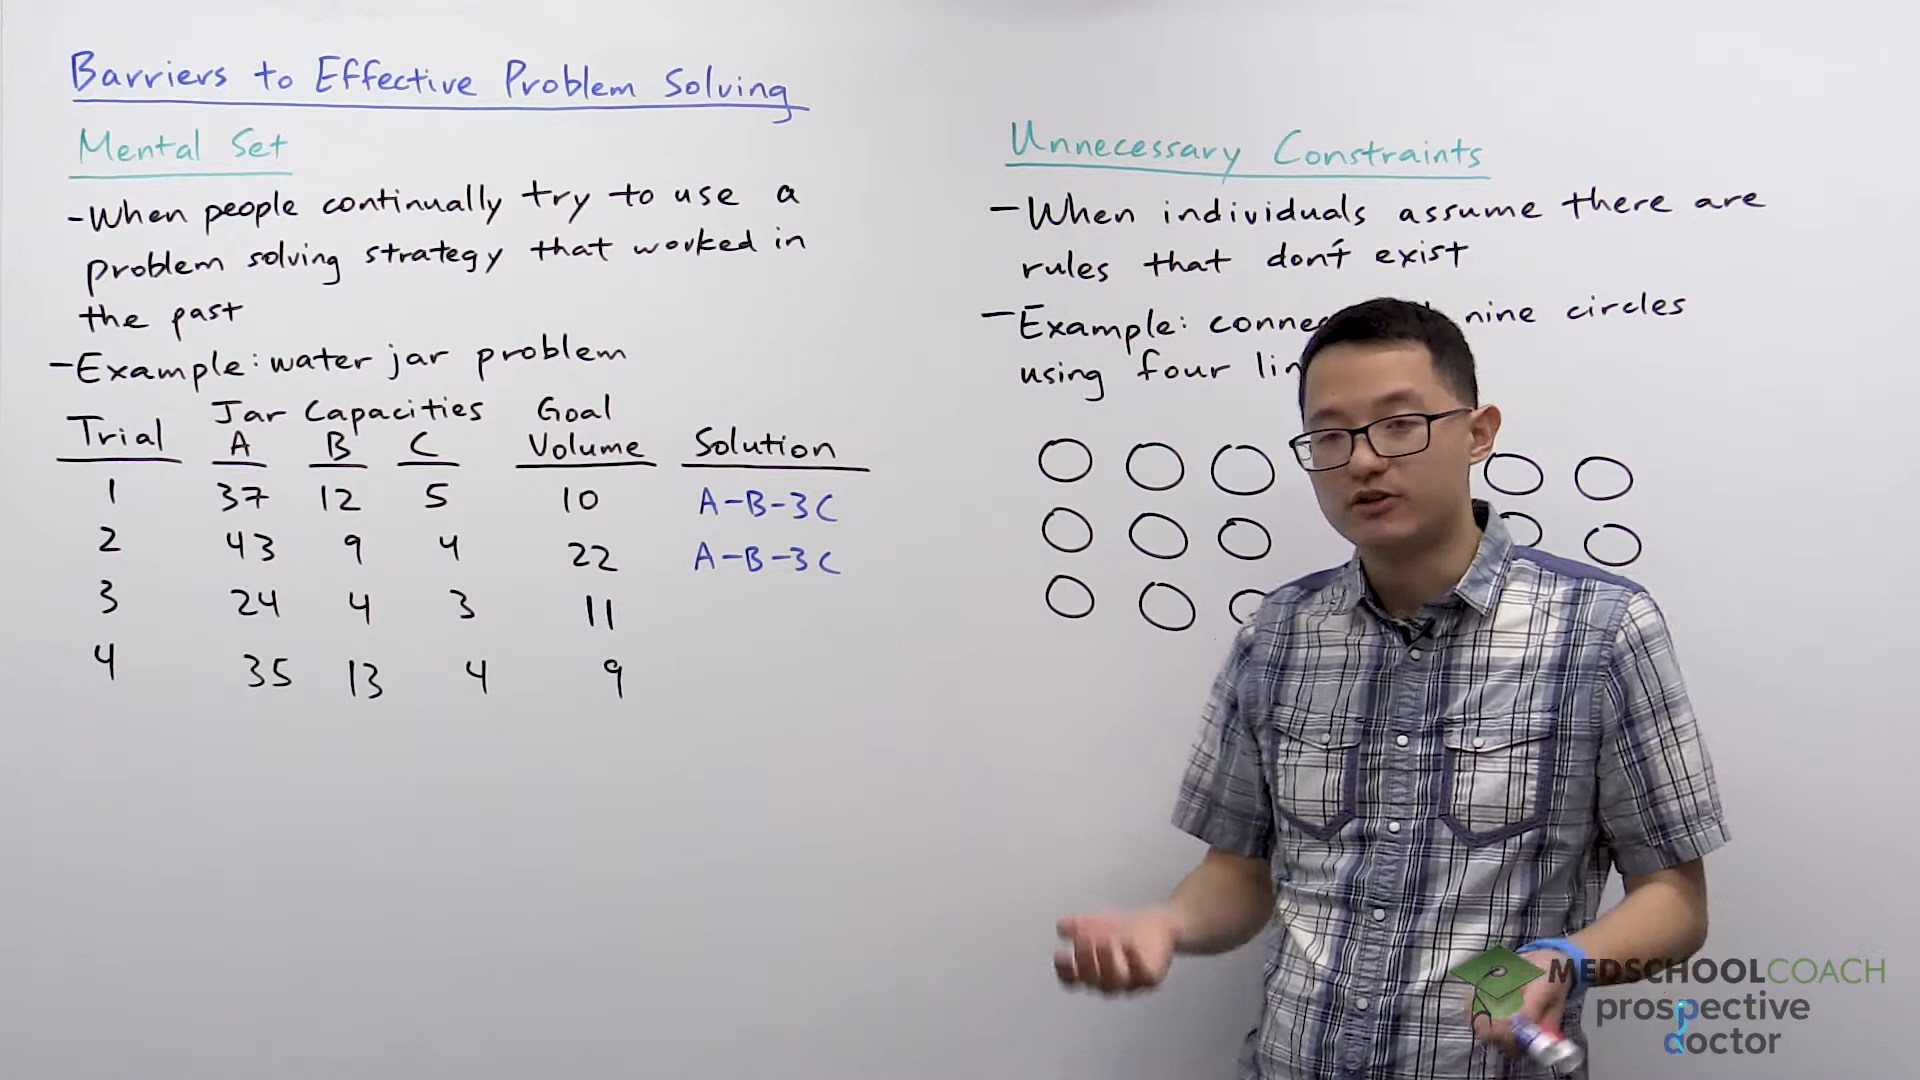 Barriers to Effective Problem Solving
Mental Set
-When people continually try to use a
problem solving strategy that worked in
the past
-Example: water jar problem
Trial Jar Capacities Goal
A B C Volume Solution
1 37 12 5 10 A-B-3C
2 43 9 4 22 A-B-3C
3 24 4 3 11
4 35 13 4 9
Unnecessary Constraints
-When individuals assume there are
rules that don't exist
-Example: nine circles
using four
MEDSCHOOLCOACH
prospective
doctor